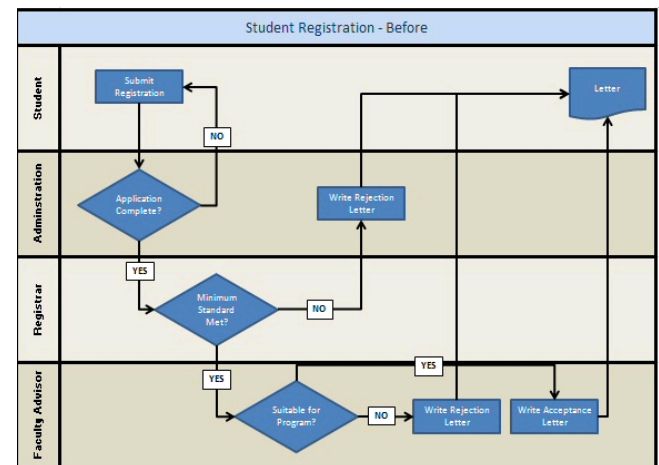 Student Registration - Before
Student
Submit
Registration
Letter
NO
Adminstration
Application
Complete?
Write Rejection
Letter
YES
Registrar
Minimum
Standard
Met?
NO
YES
YES
Faculty Advisor
Suitable for
Program?
NO
Write Rejection
Letter
Write Acceptance
Letter